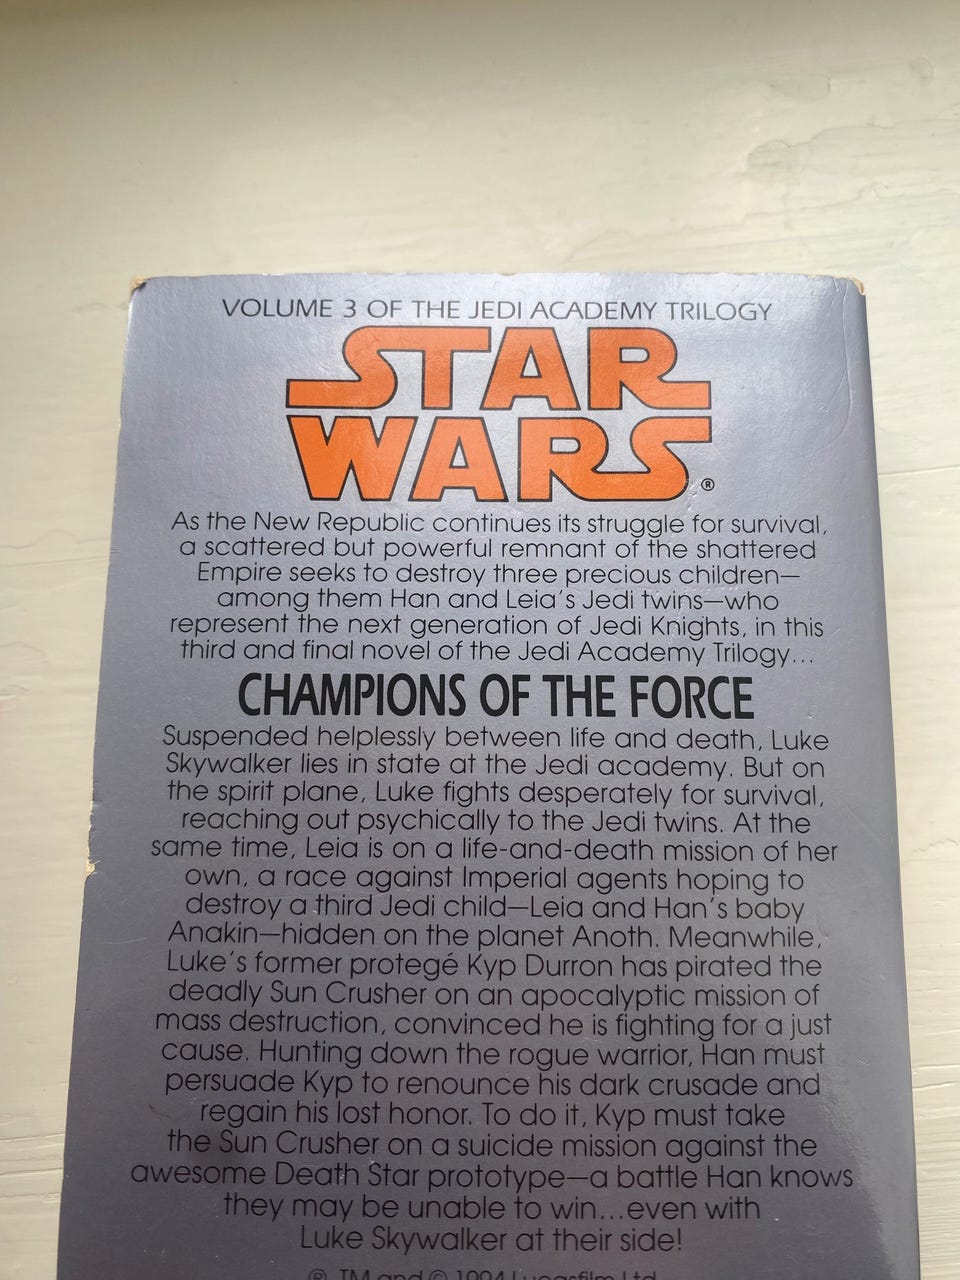 VOLUME 3 OF THE JEDI ACADEMY TRILOGY
STAR
WARS®
As the New Republic continues its struggle for survival,
a scattered but powerful remnant of the shattered
Empire seeks to destroy three precious children—
among them Han and Leia's Jedi twins—who
represent the next generation of Jedi Knights, in this
third and final novel of the Jedi Academy Trilogy...
CHAMPIONS OF THE FORCE
Suspended helplessly between life and death, Luke
Skywalker lies in state at the Jedi academy. But on
the spirit plane, Luke fights desperately for survival,
reaching out psychically to the Jedi twins. At the
same time, Leia is on a life-and-death mission of her
own, a race against Imperial agents hoping to
destroy a third Jedi child—Leia and Han's baby
Anakin—hidden on the planet Anoth. Meanwhile,
Luke's former protegé Kyp Durron has pirated the
deadly Sun Crusher on an apocalyptic mission of
mass destruction, convinced he is fighting for a just
cause. Hunting down the rogue warrior, Han must
persuade Kyp to renounce his dark crusade and
regain his lost honor. To do it, Kyp must take
the Sun Crusher on a suicide mission against the
awesome Death Star prototype—a battle Han knows
they may be unable to win...even with
Luke Skywalker at their side!
®, TM and © 1994 Lucasfilm Ltd.